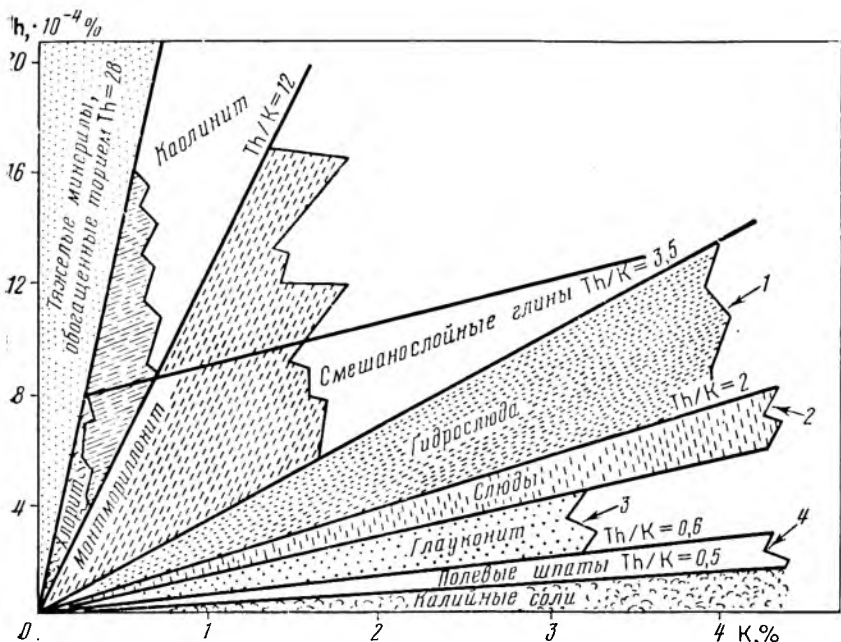 h, · 10⁻⁴ %
20
16
12
8
4
0
1
2
3
4
K, %
Тяжелые минералы,
обогащенные торием Th = 28
Каолинит
Th/K = 12
Смешанослойные глины Th/K = 3,5
1
Гидрослюда
Th/K = 2
2
Слюды
3
Глауконит
Th/K = 0,6
4
Полевые шпаты Th/K = 0,5
Калийные соли
Монтмориллонит
Хлорит